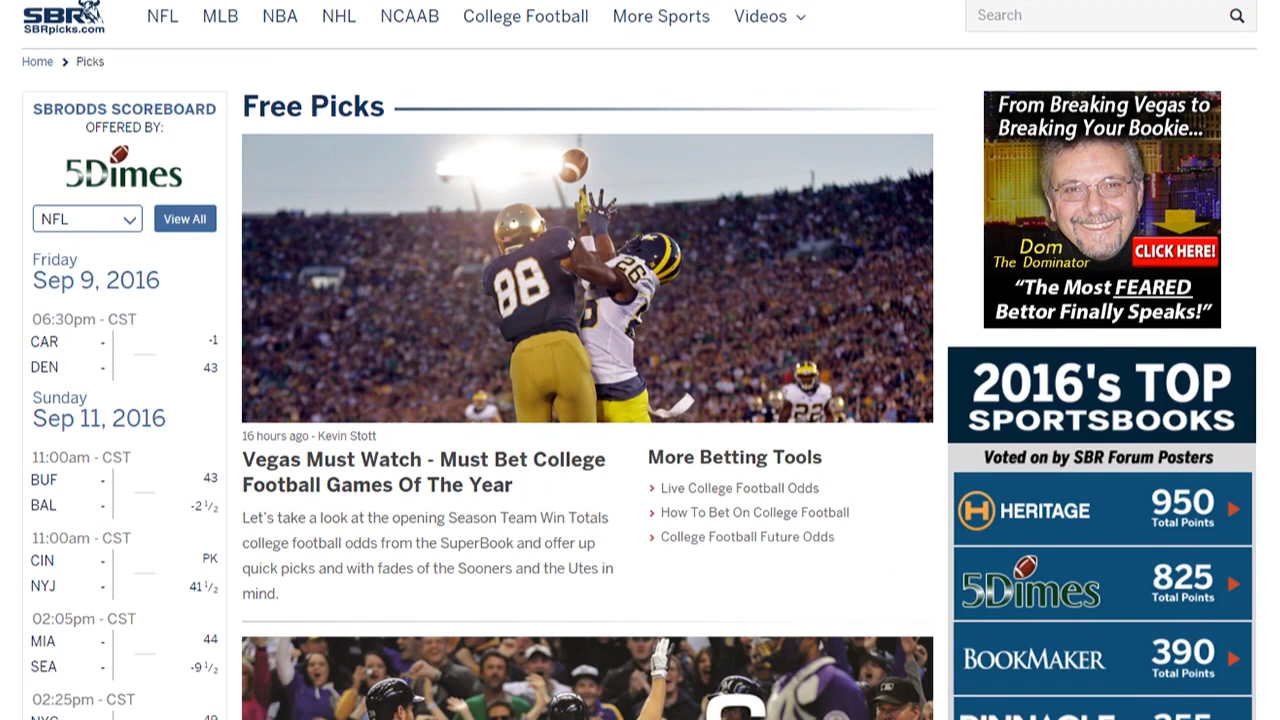 SBR
SBRpicks.com
NFL MLB NBA NHL NCAAB College Football More Sports Videos
Search
Home Picks
SBRODDS SCOREBOARD
OFFERED BY:
5Dimes
NFL View All
Friday
Sep 9, 2016
06:30pm - CST
CAR - -1
DEN - 43
Sunday
Sep 11, 2016
11:00am - CST
BUF - 43
BAL - -2 1/2
11:00am - CST
CIN - PK
NYJ - 41 1/2
02:05pm - CST
MIA - 44
SEA - -9 1/2
02:25pm - CST
Free Picks
88
26
22
16 hours ago - Kevin Stott
Vegas Must Watch - Must Bet College
Football Games Of The Year
Let's take a look at the opening Season Team Win Totals
college football odds from the SuperBook and offer up
quick picks and with fades of the Sooners and the Utes in
mind.
More Betting Tools
Live College Football Odds
How To Bet On College Football
College Football Future Odds
From Breaking Vegas to
Breaking Your Bookie...
Dom
The Dominator
CLICK HERE!
“The Most FEARED
Bettor Finally Speaks!”
2016's TOP
SPORTSBOOKS
Voted on by SBR Forum Posters
H HERITAGE 950
Total Points
5Dimes 825
Total Points
BOOKMAKER 390
Total Points